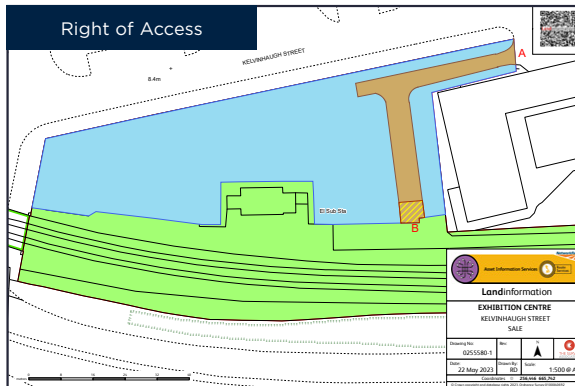 Right of Access
KELVINHAUGH STREET
A
8.4m
El Sub Sta
B
Asset Information Services
Landinformation
EXHIBITION CENTRE
KELVINHAUGH STREET
SALE
Drawing No:
Rev:
N
0255580-1
Date:
Drawn By:
Scale:
22 May 2023
RD
1:500 @
Coordinates